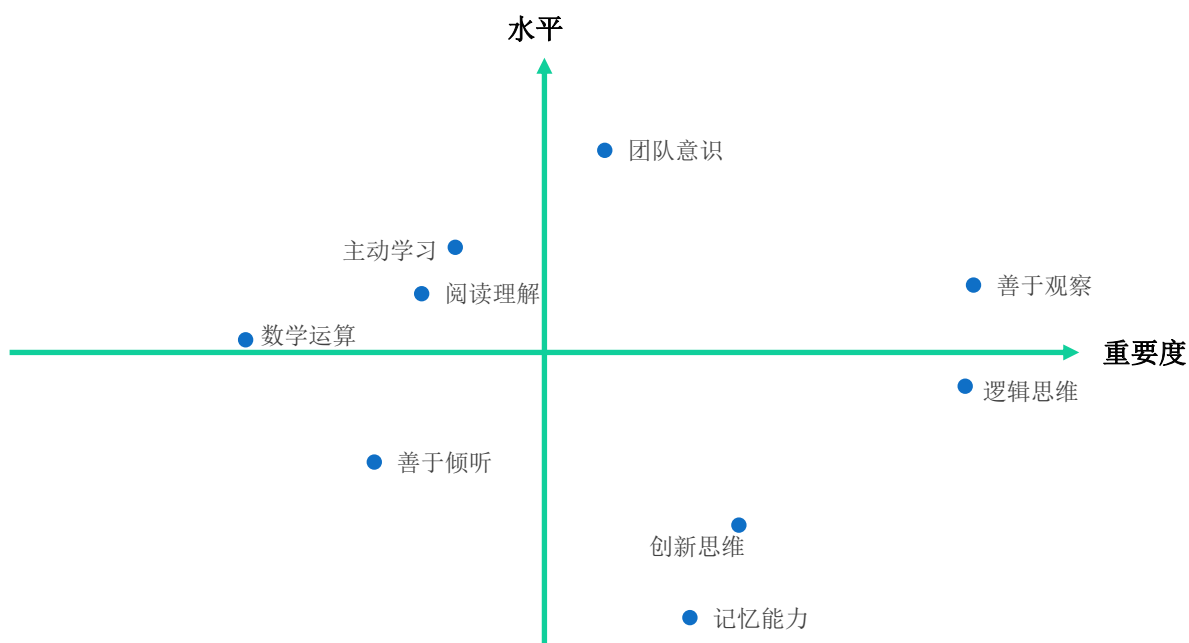 水平
团队意识
主动学习
善于观察
阅读理解
数学运算
重要度
逻辑思维
善于倾听
创新思维
记忆能力